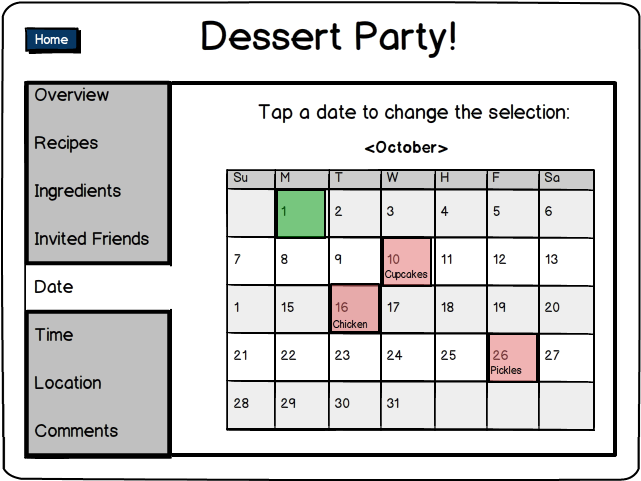 Dessert Party!
Home
Overview
Recipes
Ingredients
Invited Friends
Date
Time
Location
Comments
Tap a date to change the selection:
<October>
Su M T W H F Sa
1 2 3 4 5 6
7 8 9 10 11 12 13
Cupcakes
1 15 16 17 18 19 20
Chicken
21 22 23 24 25 26 27
Pickles
28 29 30 31